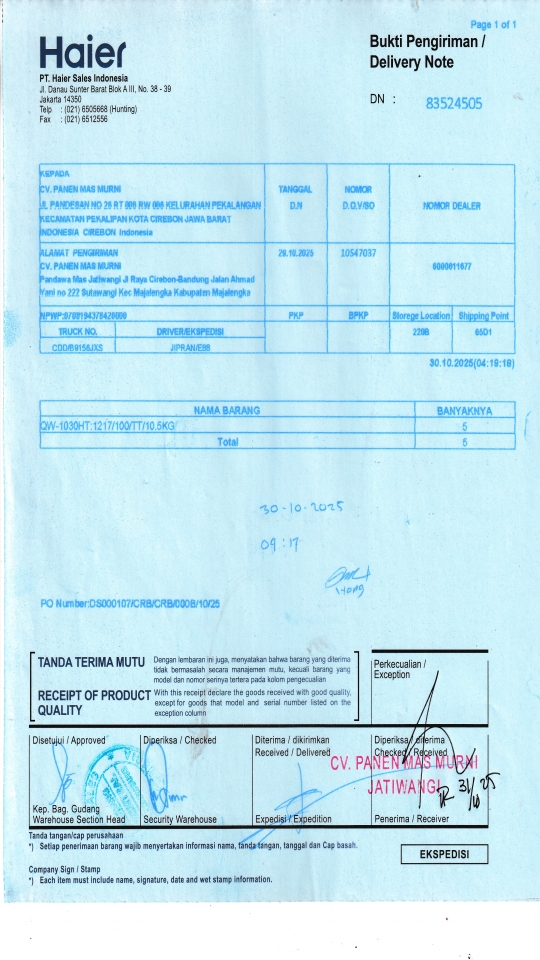 Page 1 of 1
Haier
Bukti Pengiriman /
Delivery Note
PT. Haier Sales Indonesia
Jl. Danau Sunter Barat Blok A III, No. 38 - 39
Jakarta 14350
Telp : (021) 6505668 (Hunting)
Fax : (021) 6512556
DN : 83524505
KEPADA
CV. PANEN MAS MURNI
JL PANDESAN NO 26 RT 006 RW 006 KELURAHAN PEKALANGAN
KECAMATAN PEKALIPAN KOTA CIREBON JAWA BARAT
INDONESIA CIREBON Indonesia
TANGGAL
D.N
NOMOR
D.O.V/SO
NOMOR DEALER
ALAMAT PENGIRIMAN
CV. PANEN MAS MURNI
Pandawa Mas Jatiwangi Jl Raya Cirebon-Bandung Jalan Ahmad
Yani no 222 Sutawangi Kec Majalengka Kabupaten Majalengka
29.10.2025
10547037
6000011677
PKP
BPKP
Storege Location
Shipping Point
TRUCK NO.
DRIVER/EKSPEDISI
220B
65D1
CDD/B9156JXS
JIPRAN/EBB
30.10.2025(04:19:18)
NAMA BARANG
BANYAKNYA
QW-1030HT:1217/100/TT/10.5KG
5
Total
5
30-10-2025
09:17
PO Number:DS000107/CRB/CRB/000B/10/25
TANDA TERIMA MUTU
Dengan lembaran ini juga, menyatakan bahwa barang yang diterima
tidak bermasalah secara manajemen mutu, kecuali barang yang
model dan nomor serinya tertera pada kolom pengecualian
RECEIPT OF PRODUCT
QUALITY
With this receipt declare the goods received with good quality,
except for goods that model and serial number listed on the
exception column
Perkecualian /
Exception
Disetujui / Approved
Diperiksa / Checked
Diterima / dikirimkan
Received / Delivered
Diperiksa / diterima
Checked / Received
CV. PANEN MAS MURNI
JATIWANGI
31/10 25
Kep. Bag. Gudang
Warehouse Section Head
Security Warehouse
Expedisi / Expedition
Penerima / Receiver
Tanda tangan/cap perusahaan
*) Setiap penerimaan barang wajib menyertakan informasi nama, tanda tangan, tanggal dan Cap basah.
EKSPEDISI
Company Sign / Stamp
*) Each item must include name, signature, date and wet stamp information.